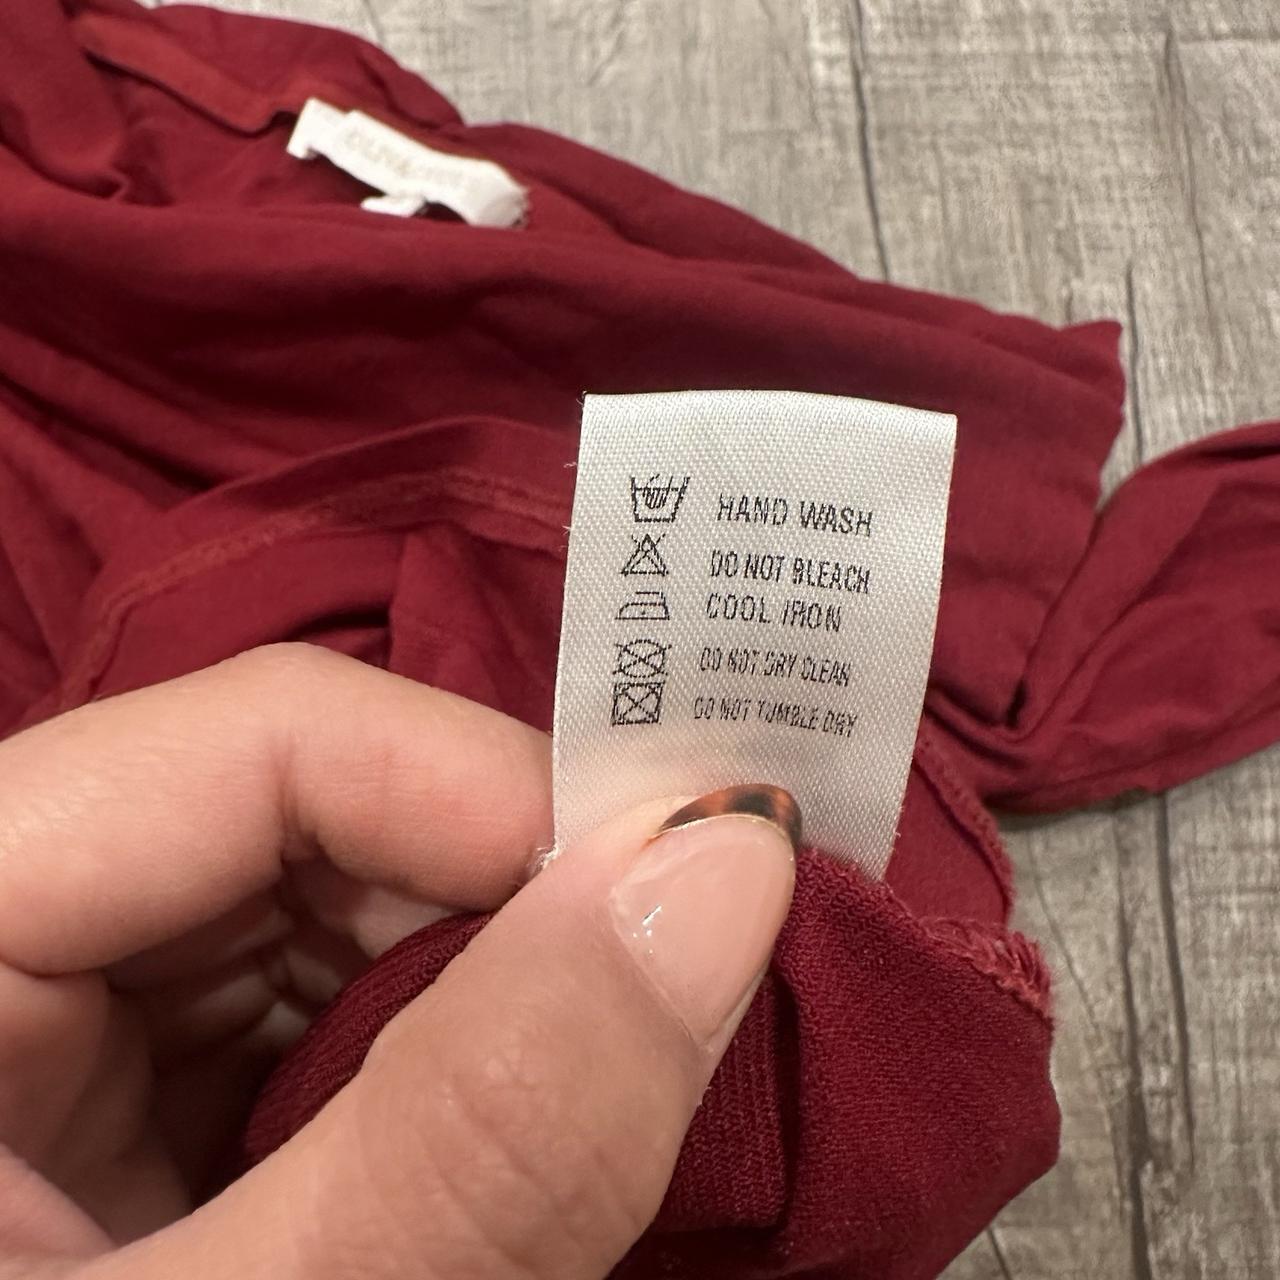 HAND WASH
DO NOT BLEACH
COOL IRON
DO NOT DRY CLEAN
DO NOT TUMBLE DRY